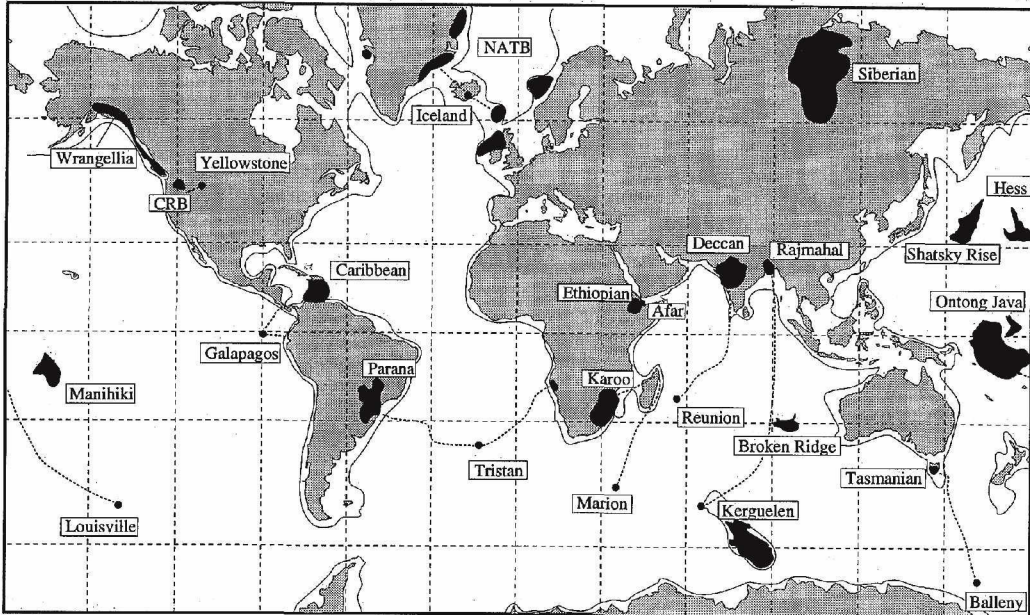 NATB
Siberian
Iceland
Wrangellia
Yellowstone
CRB
Hess
Shatsky Rise
Deccan
Rajmahal
Caribbean
Ethiopian
Afar
Ontong Java
Galapagos
Parana
Karoo
Manihiki
Reunion
Broken Ridge
Tristan
Tasmanian
Marion
Louisville
Kerguelen
Balleny